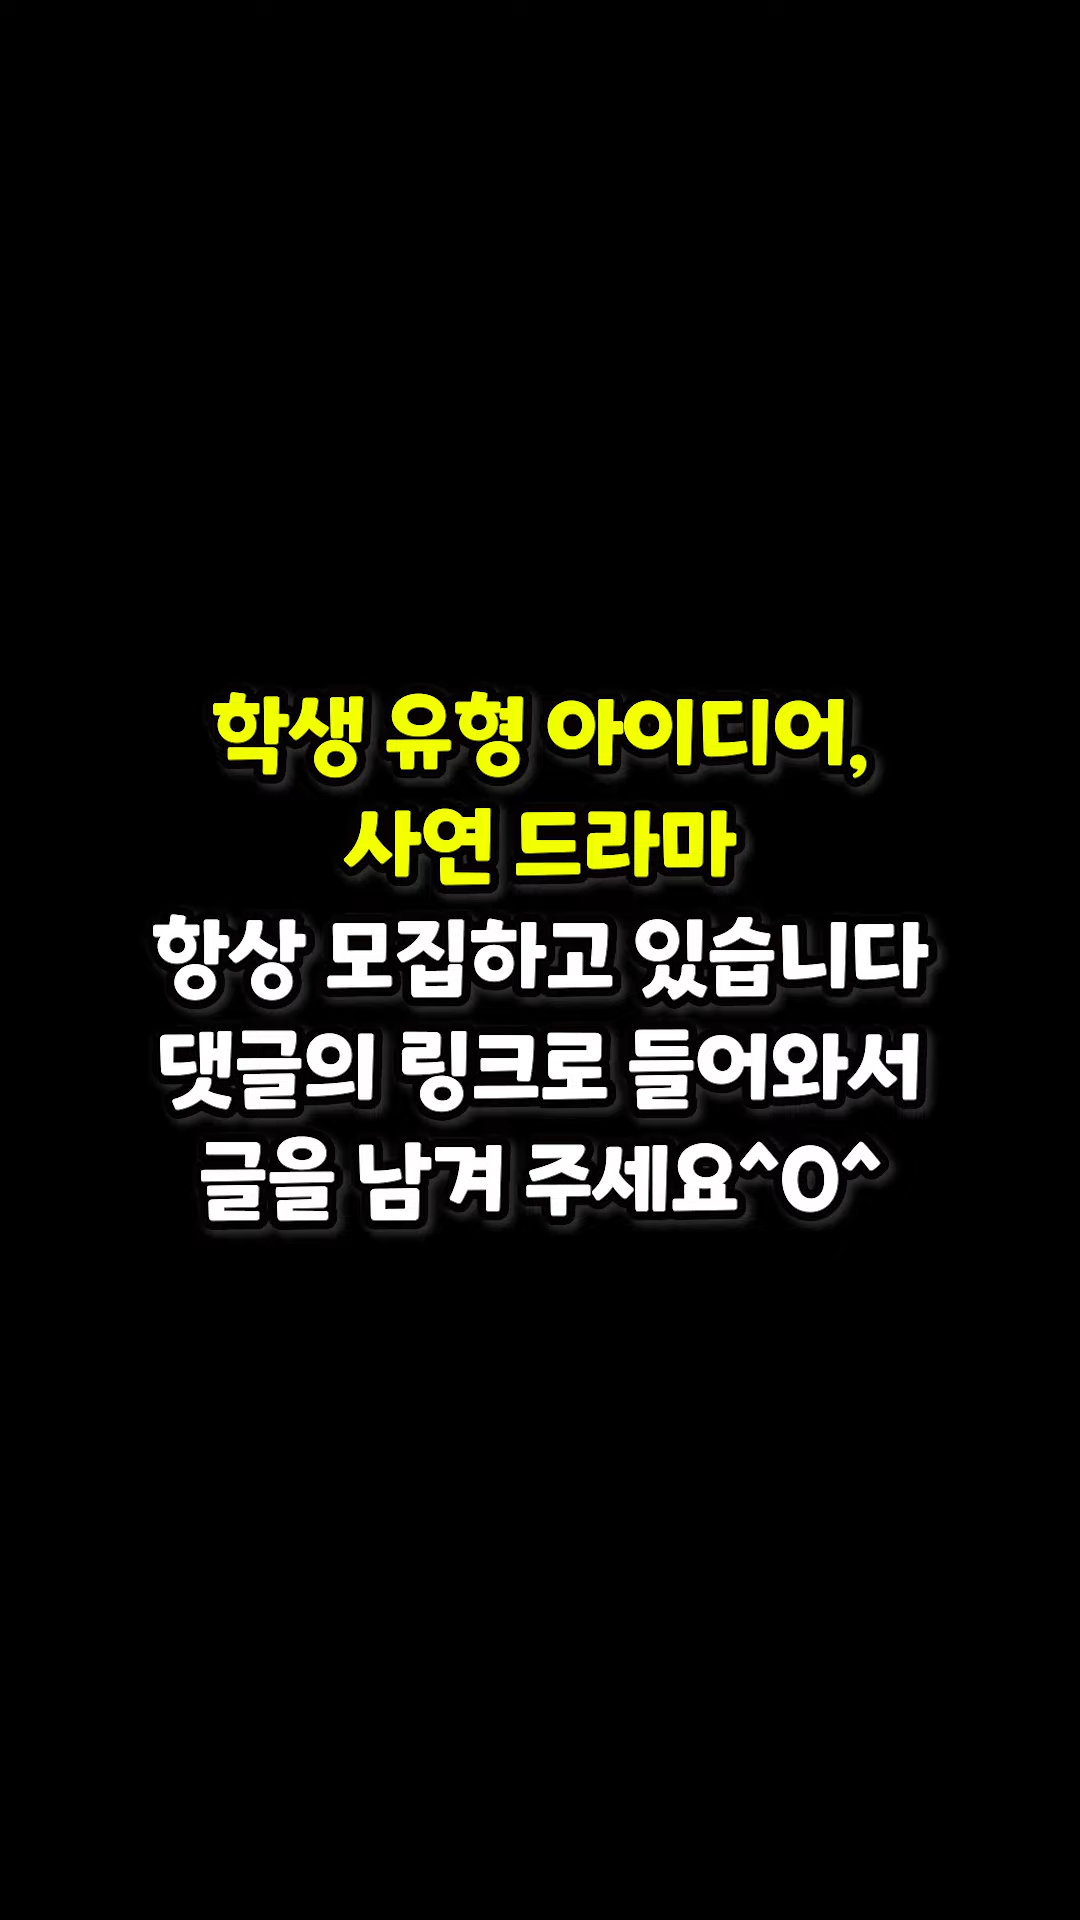 학생 유형 아이디어,
사연 드라마
항상 모집하고 있습니다
댓글의 링크로 들어와서
글을 남겨 주세요^O^